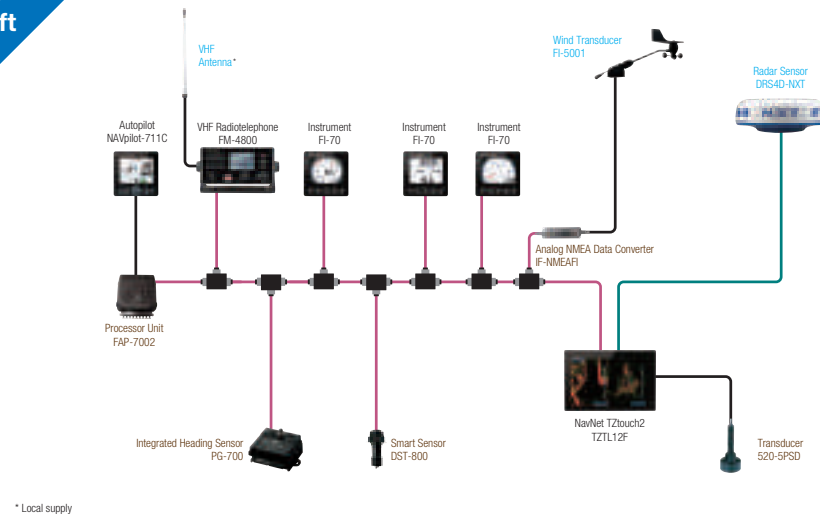 ft
VHF
Antenna*
Wind Transducer
FI-5001
Radar Sensor
DRS4D-NXT
Autopilot
NAVpilot-711C
VHF Radiotelephone
FM-4800
Instrument
FI-70
Instrument
FI-70
Instrument
FI-70
Analog NMEA Data Converter
IF-NMEAFI
Processor Unit
FAP-7002
NavNet TZtouch2
TZTL12F
Integrated Heading Sensor
PG-700
Smart Sensor
DST-800
Transducer
520-5PSD
* Local supply